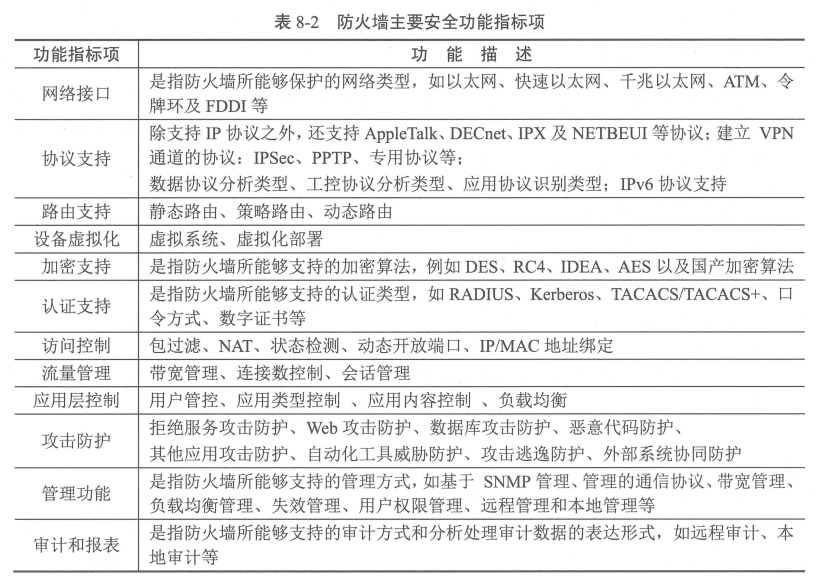 表 8-2 防火墙主要安全功能指标项
功能指标项 功 能 描 述
网络接口 是指防火墙所能够保护的网络类型，如以太网、快速以太网、千兆以太网、ATM、令
牌环及 FDDI 等
协议支持 除支持 IP 协议之外，还支持 AppleTalk、DECnet、IPX 及 NETBEUI 等协议；建立 VPN
通道的协议：IPSec、PPTP、专用协议等；
数据协议分析类型、工控协议分析类型、应用协议识别类型；IPv6 协议支持
路由支持 静态路由、策略路由、动态路由
设备虚拟化 虚拟系统、虚拟化部署
加密支持 是指防火墙所能够支持的加密算法，例如 DES、RC4、IDEA、AES 以及国产加密算法
认证支持 是指防火墙所能够支持的认证类型，如 RADIUS、Kerberos、TACACS/TACACS+、口
令方式、数字证书等
访问控制 包过滤、NAT、状态检测、动态开放端口、IP/MAC 地址绑定
流量管理 带宽管理、连接数控制、会话管理
应用层控制 用户管控、应用类型控制 、应用内容控制 、负载均衡
攻击防护 拒绝服务攻击防护、Web 攻击防护、数据库攻击防护、恶意代码防护、
其他应用攻击防护、自动化工具威胁防护、攻击逃逸防护、外部系统协同防护
管理功能 是指防火墙所能够支持的管理方式，如基于 SNMP 管理、管理的通信协议、带宽管理、
负载均衡管理、失效管理、用户权限管理、远程管理和本地管理等
审计和报表 是指防火墙所能够支持的审计方式和分析处理审计数据的表达形式，如远程审计、本
地审计等